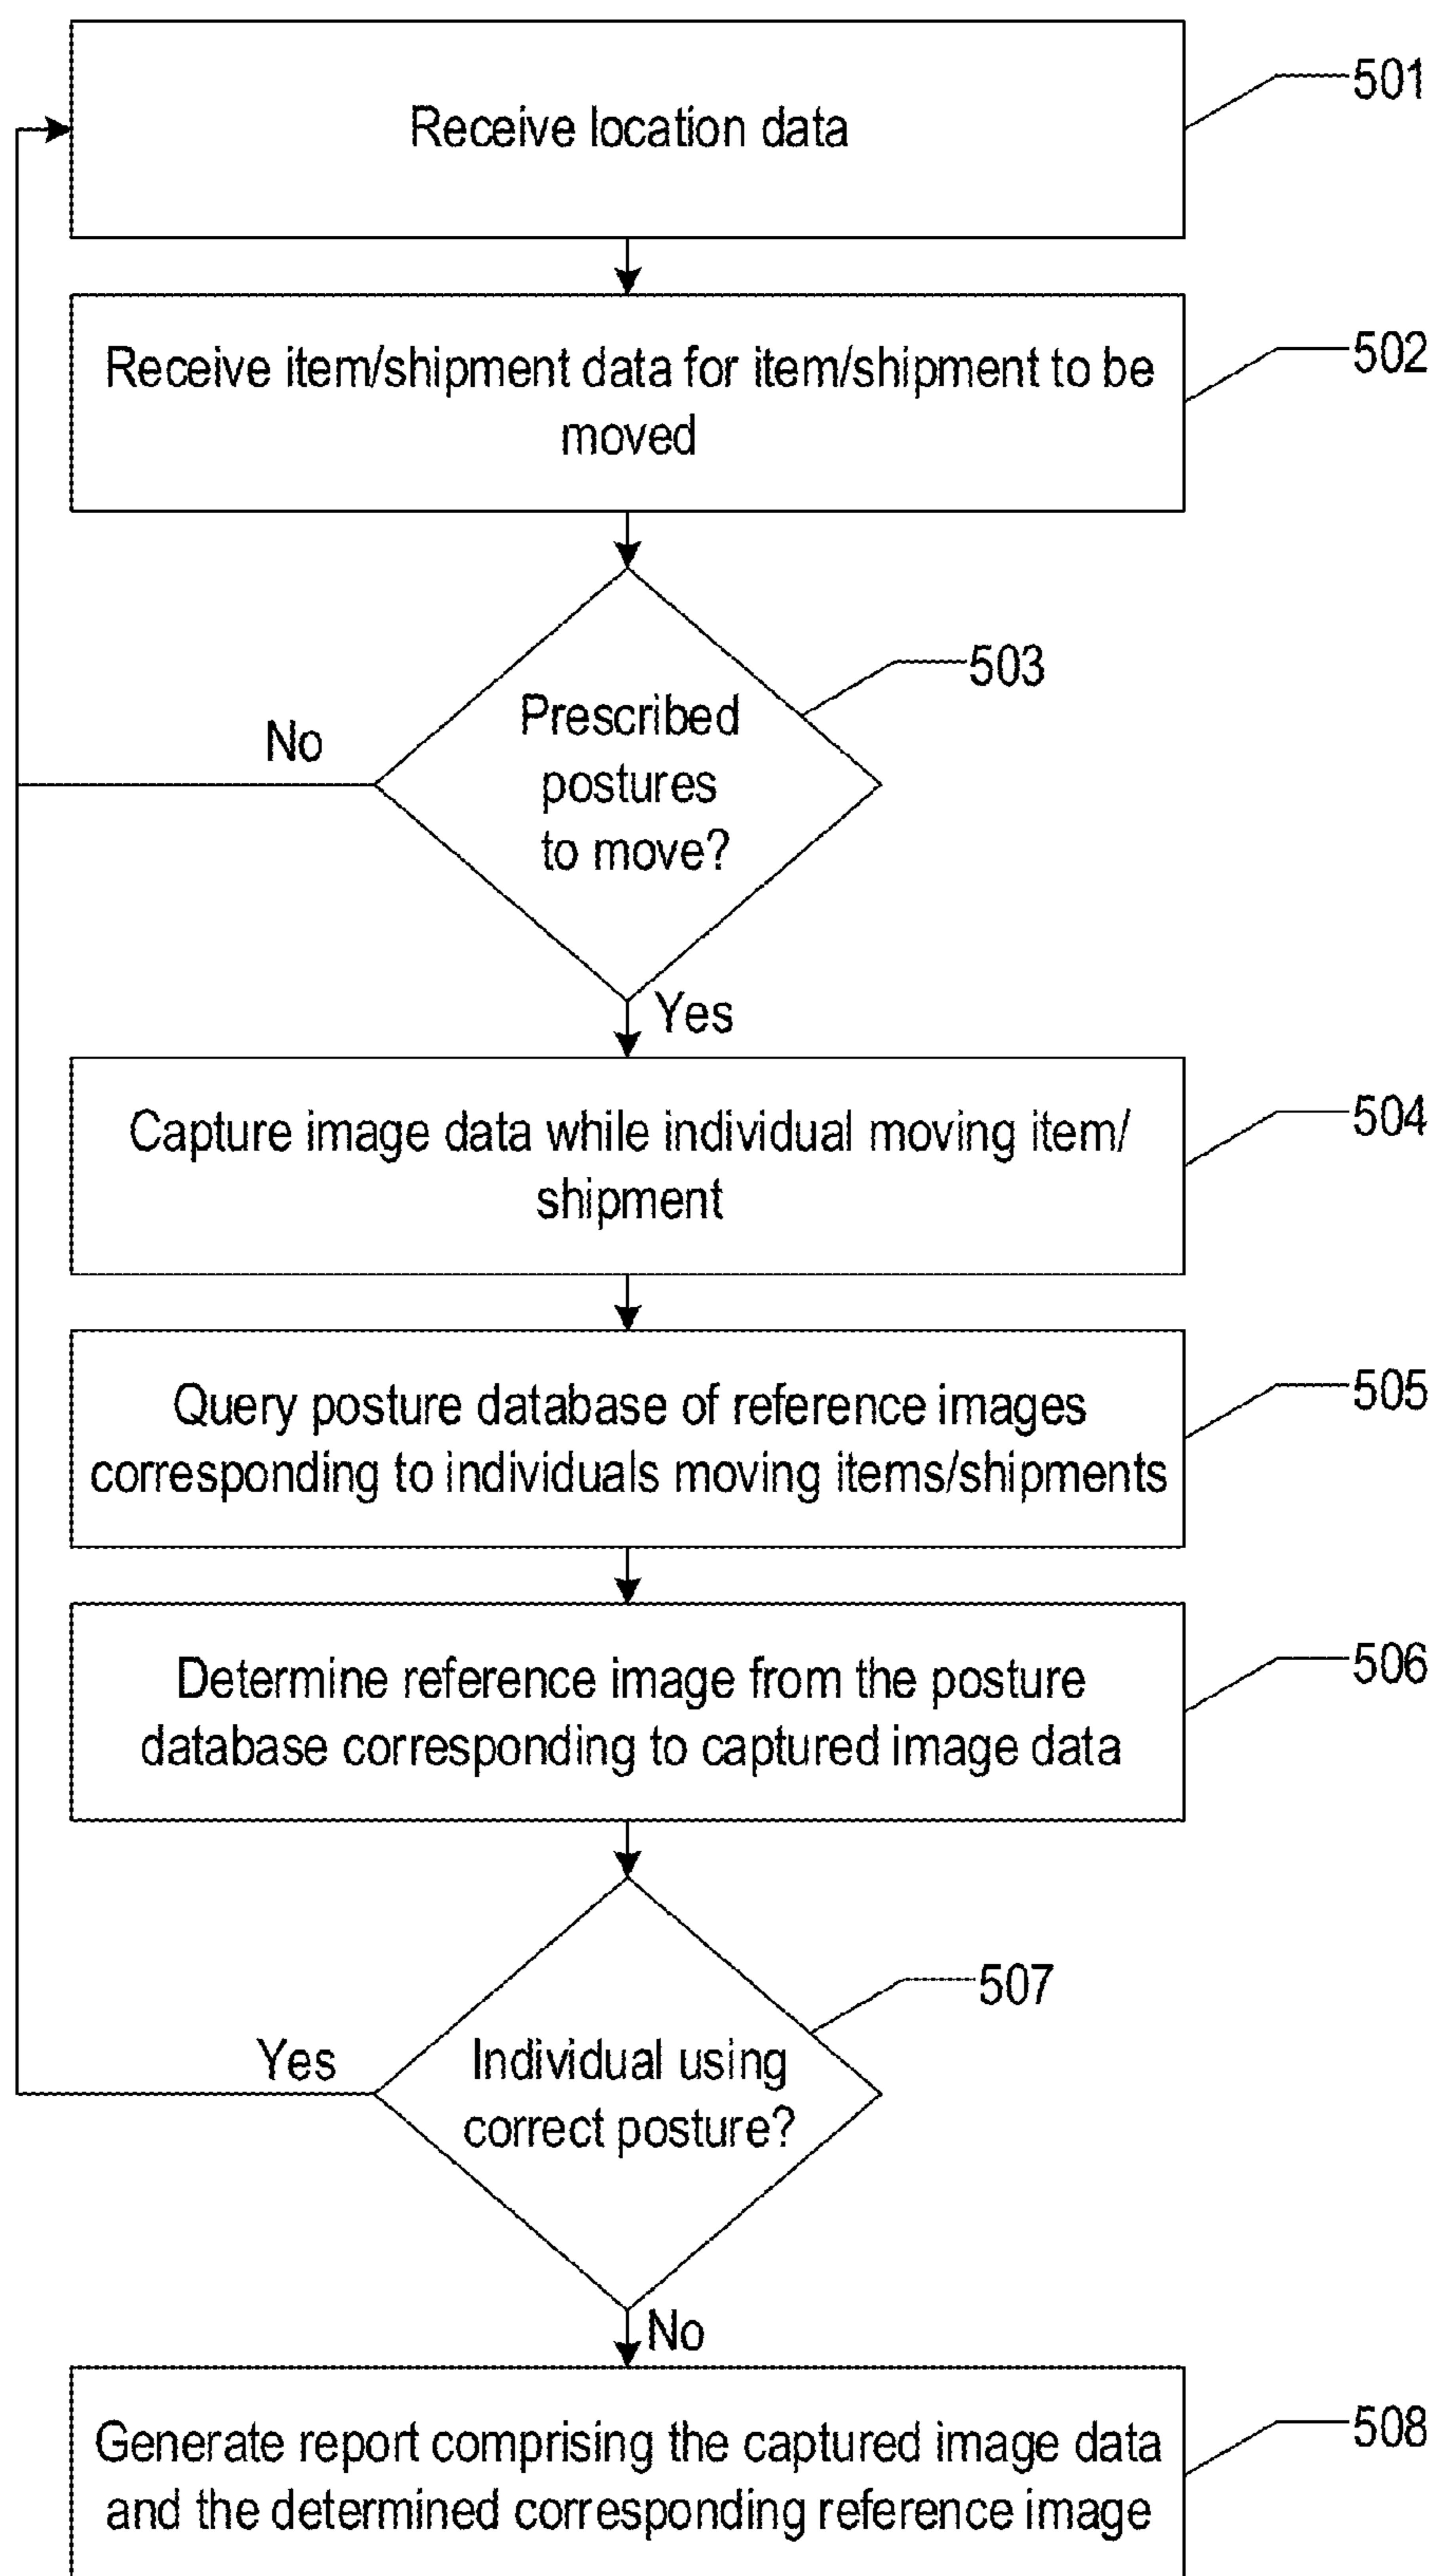 Receive location data
501
Receive item/shipment data for item/shipment to be
moved
502
Prescribed
postures
to move?
503
No
Yes
Capture image data while individual moving item/
shipment
504
Query posture database of reference images
corresponding to individuals moving items/shipments
505
Determine reference image from the posture
database corresponding to captured image data
506
Individual using
correct posture?
507
Yes
No
Generate report comprising the captured image data
and the determined corresponding reference image
508